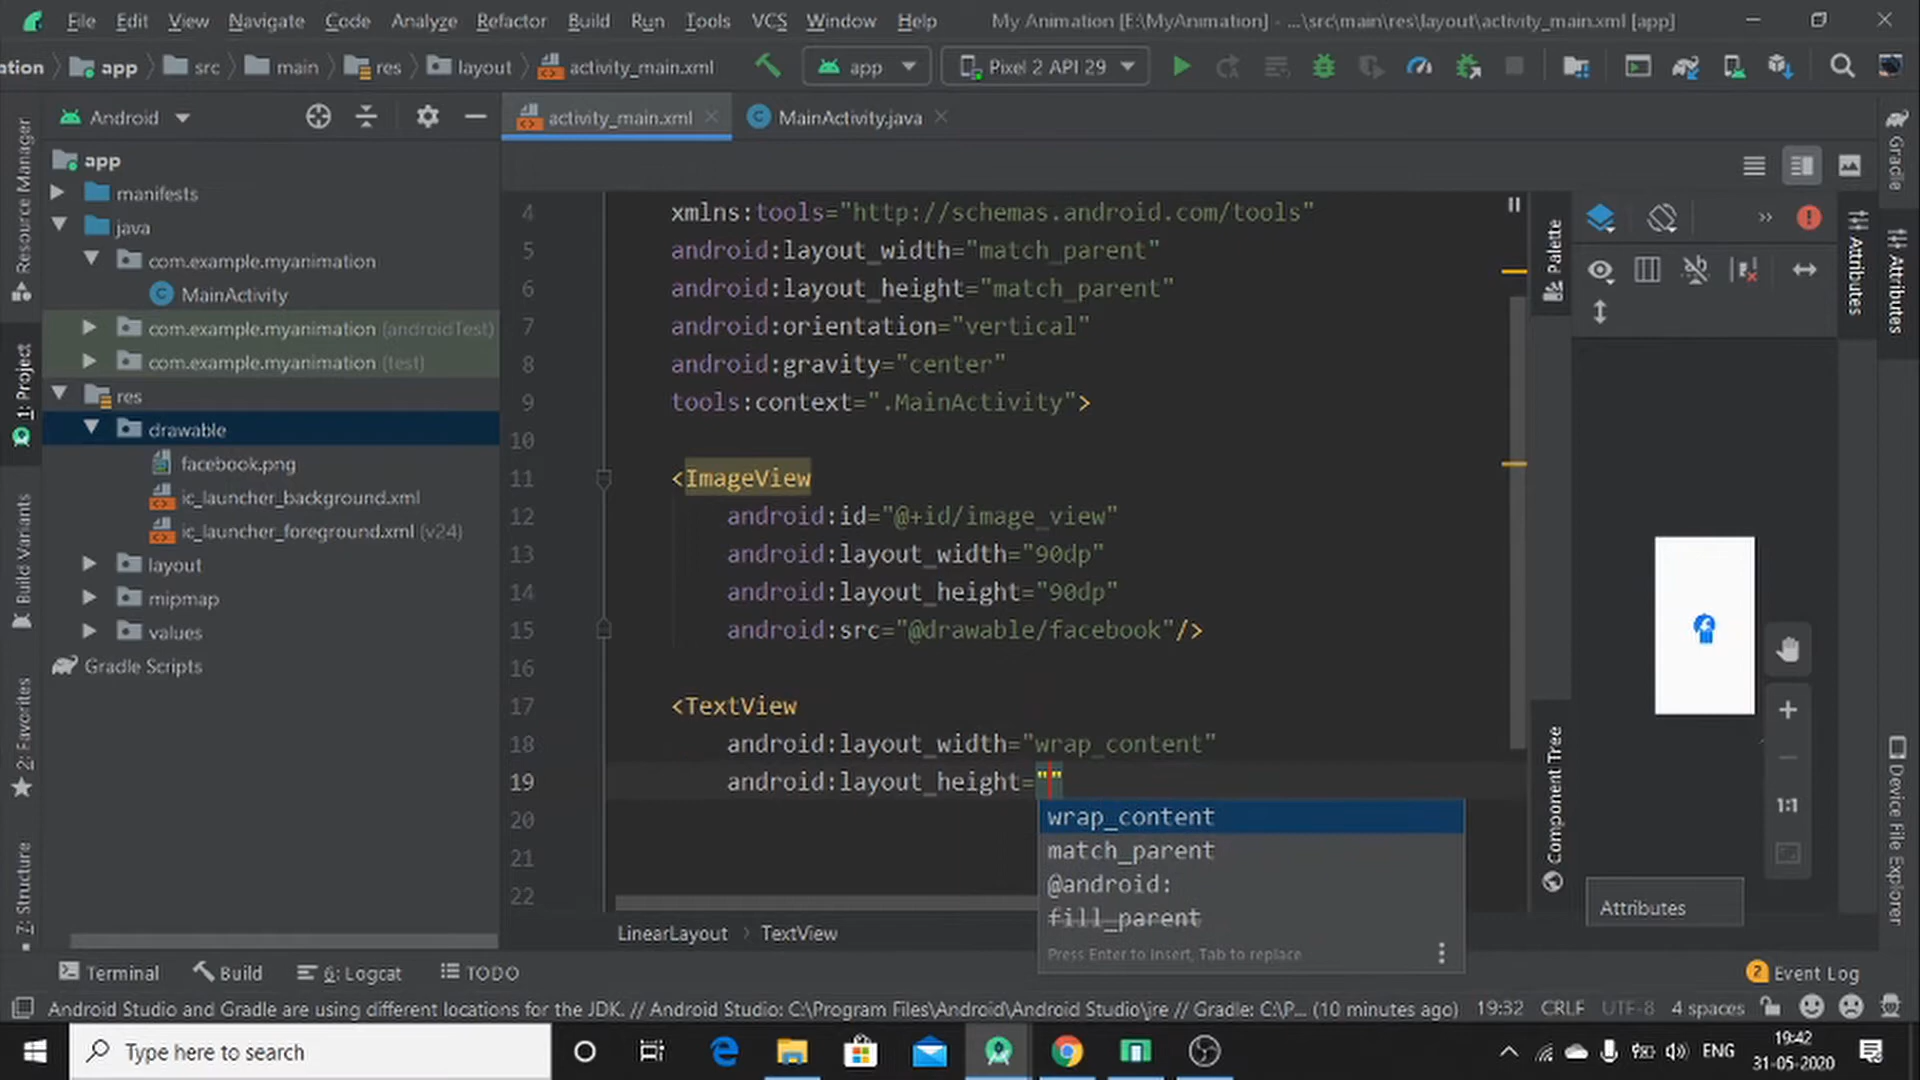 File Edit View Navigate Code Analyze Refactor Build Run Tools VCS Window Help My Animation [E:\MyAnimation] - ...\src\main\res\layout\activity_main.xml [app]
ation app src main res layout activity_main.xml app Pixel 2 API 29
Android
activity_main.xml
MainActivity.java
app
manifests
java
com.example.myanimation
MainActivity
com.example.myanimation (androidTest)
com.example.myanimation (test)
res
drawable
facebook.png
ic_launcher_background.xml
ic_launcher_foreground.xml (v24)
layout
mipmap
values
Gradle Scripts
Resource Manager
1: Project
Build Variants
2: Favorites
7: Structure
4 xmlns:tools="http://schemas.android.com/tools"
5 android:layout_width="match_parent"
6 android:layout_height="match_parent"
7 android:orientation="vertical"
8 android:gravity="center"
9 tools:context=".MainActivity">
10
11 <ImageView
12 android:id="@+id/image_view"
13 android:layout_width="90dp"
14 android:layout_height="90dp"
15 android:src="@drawable/facebook"/>
16
17 <TextView
18 android:layout_width="wrap_content"
19 android:layout_height=""
20
21
22
wrap_content
match_parent
@android:
fill_parent
Press Enter to insert, Tab to replace
LinearLayout TextView
Palette
Component Tree
Attributes
Attributes
Gradle
Device File Explorer
1:1
Attributes
Terminal Build 6: Logcat TODO 2 Event Log
Android Studio and Gradle are using different locations for the JDK. // Android Studio: C:\Program Files\Android\Android Studio\jre // Gradle: C:\P... (10 minutes ago) 19:32 CRLF UTF-8 4 spaces
Type here to search
ENG
19:42
31-05-2020